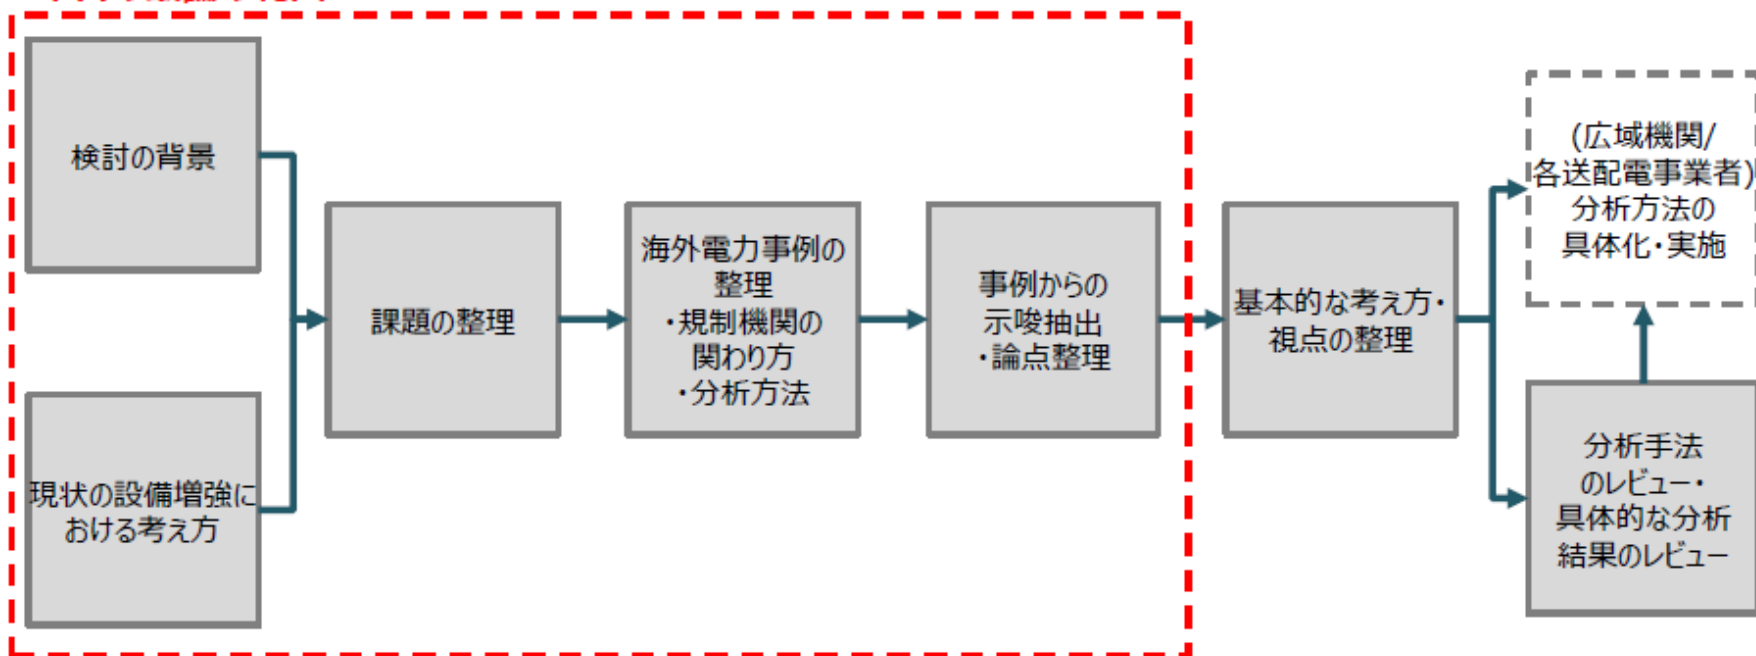 検討の背景
現状の設備増強に
おける考え方
課題の整理
海外電力事例の
整理
・規制機関の
関わり方
・分析方法
事例からの
示唆抽出
・論点整理
基本的な考え方・
視点の整理
(広域機関/
各送配電事業者)
分析方法の
具体化・実施
分析手法
のレビュー・
具体的な分析
結果のレビュー